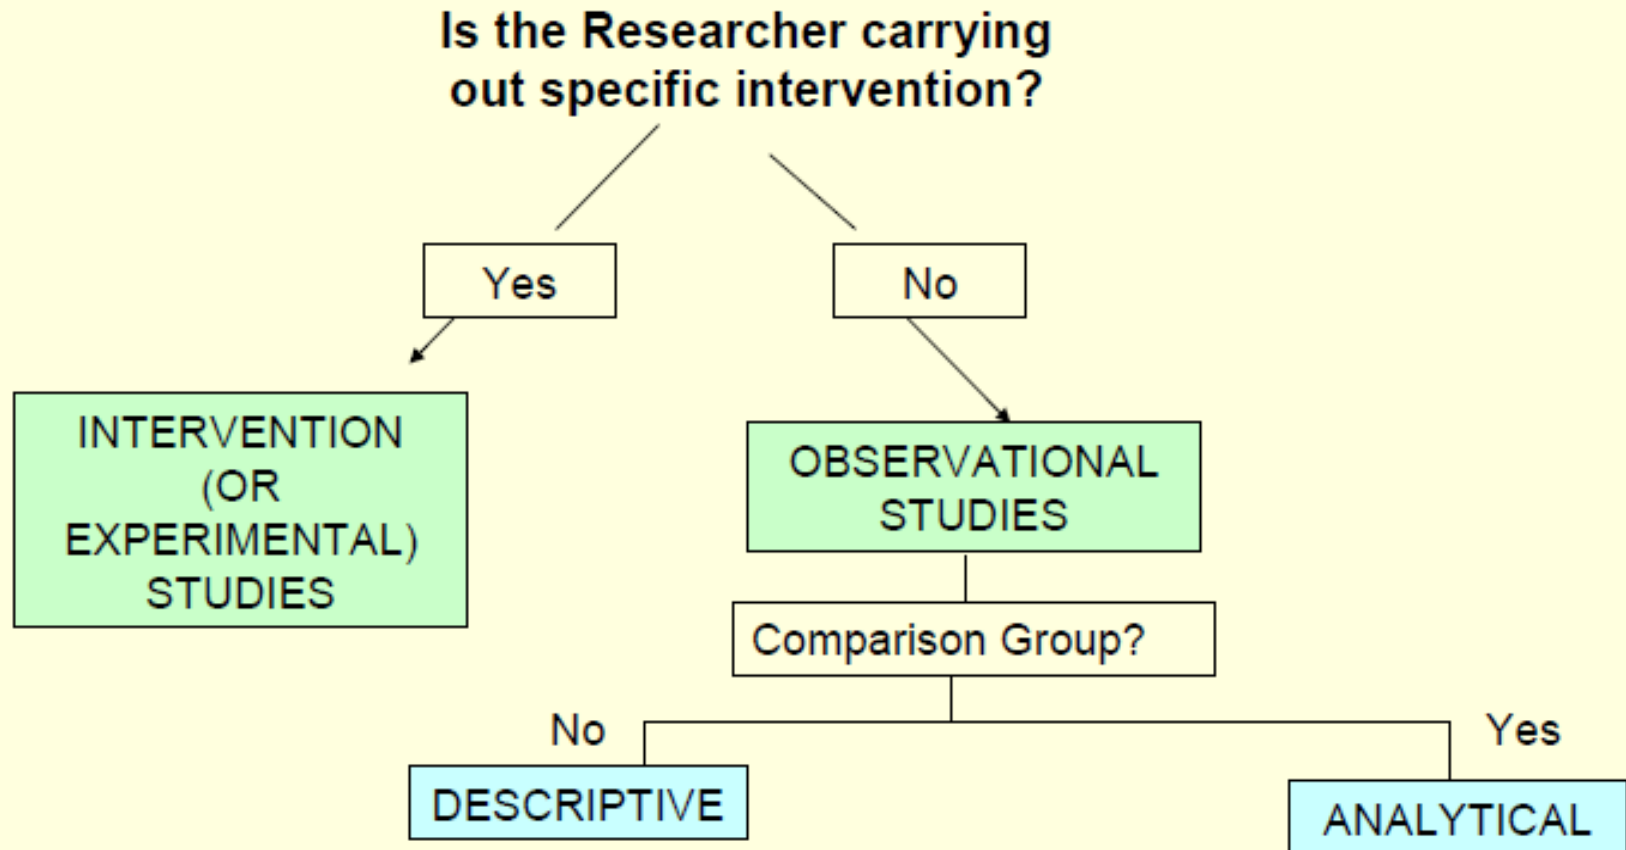 Is the Researcher carrying
out specific intervention?
Yes
No
INTERVENTION
(OR
EXPERIMENTAL)
STUDIES
OBSERVATIONAL
STUDIES
Comparison Group?
No
Yes
DESCRIPTIVE
ANALYTICAL